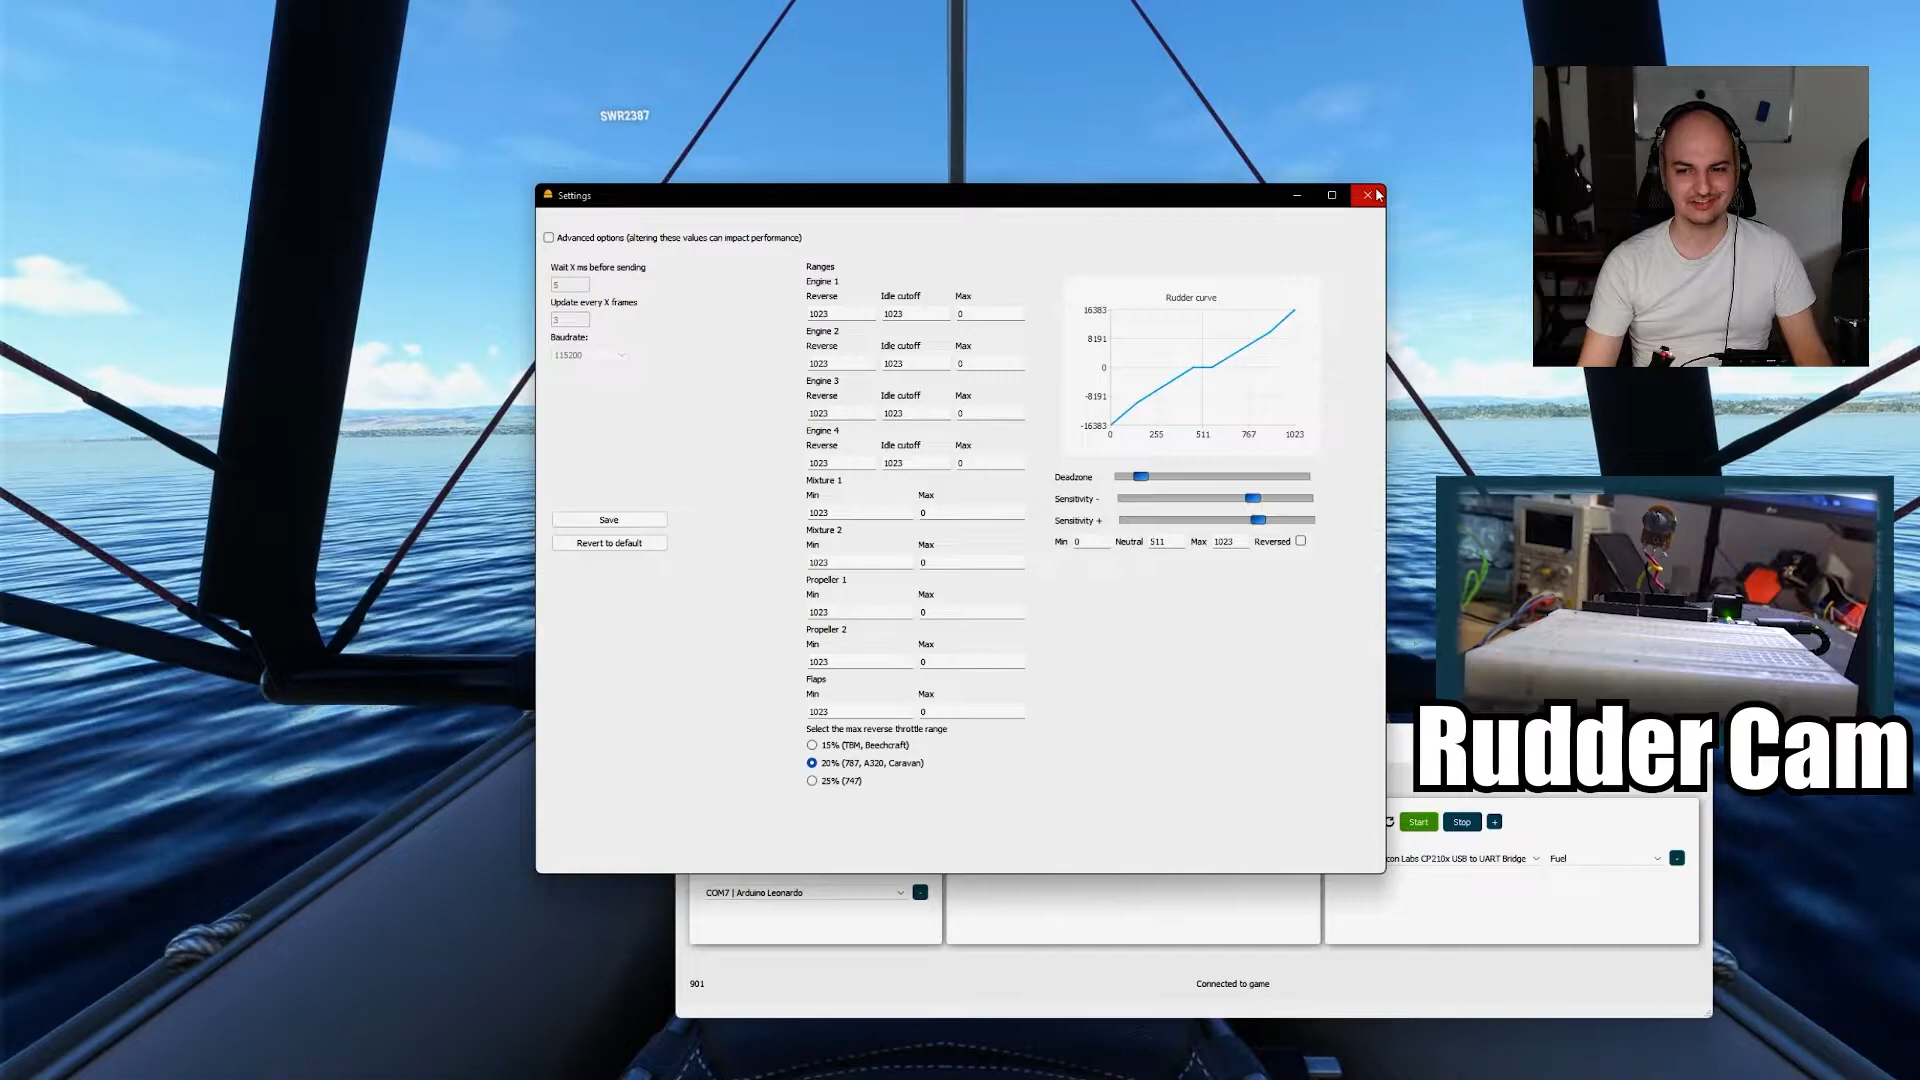 SWR2387
Settings
Advanced options (altering these values can impact performance)
Wait X ms before sending
5
Update every X frames
3
Baudrate:
115200
Save
Revert to default
Ranges
Engine 1
Reverse Idle cutoff Max
1023 1023 0
Engine 2
Reverse Idle cutoff Max
1023 1023 0
Engine 3
Reverse Idle cutoff Max
1023 1023 0
Engine 4
Reverse Idle cutoff Max
1023 1023 0
Mixture 1
Min Max
1023 0
Mixture 2
Min Max
1023 0
Propeller 1
Min Max
1023 0
Propeller 2
Min Max
1023 0
Flaps
Min Max
1023 0
Select the max reverse throttle range
15% (TBM, Beechcraft)
20% (787, A320, Caravan)
25% (747)
Rudder curve
16383
8191
0
-8191
-16383
0 255 511 767 1023
Deadzone
Sensitivity -
Sensitivity +
Min 0 Neutral 511 Max 1023 Reversed
Rudder Cam
Start Stop +
con Labs CP210x USB to UART Bridge Fuel -
COM7 | Arduino Leonardo -
901 Connected to game